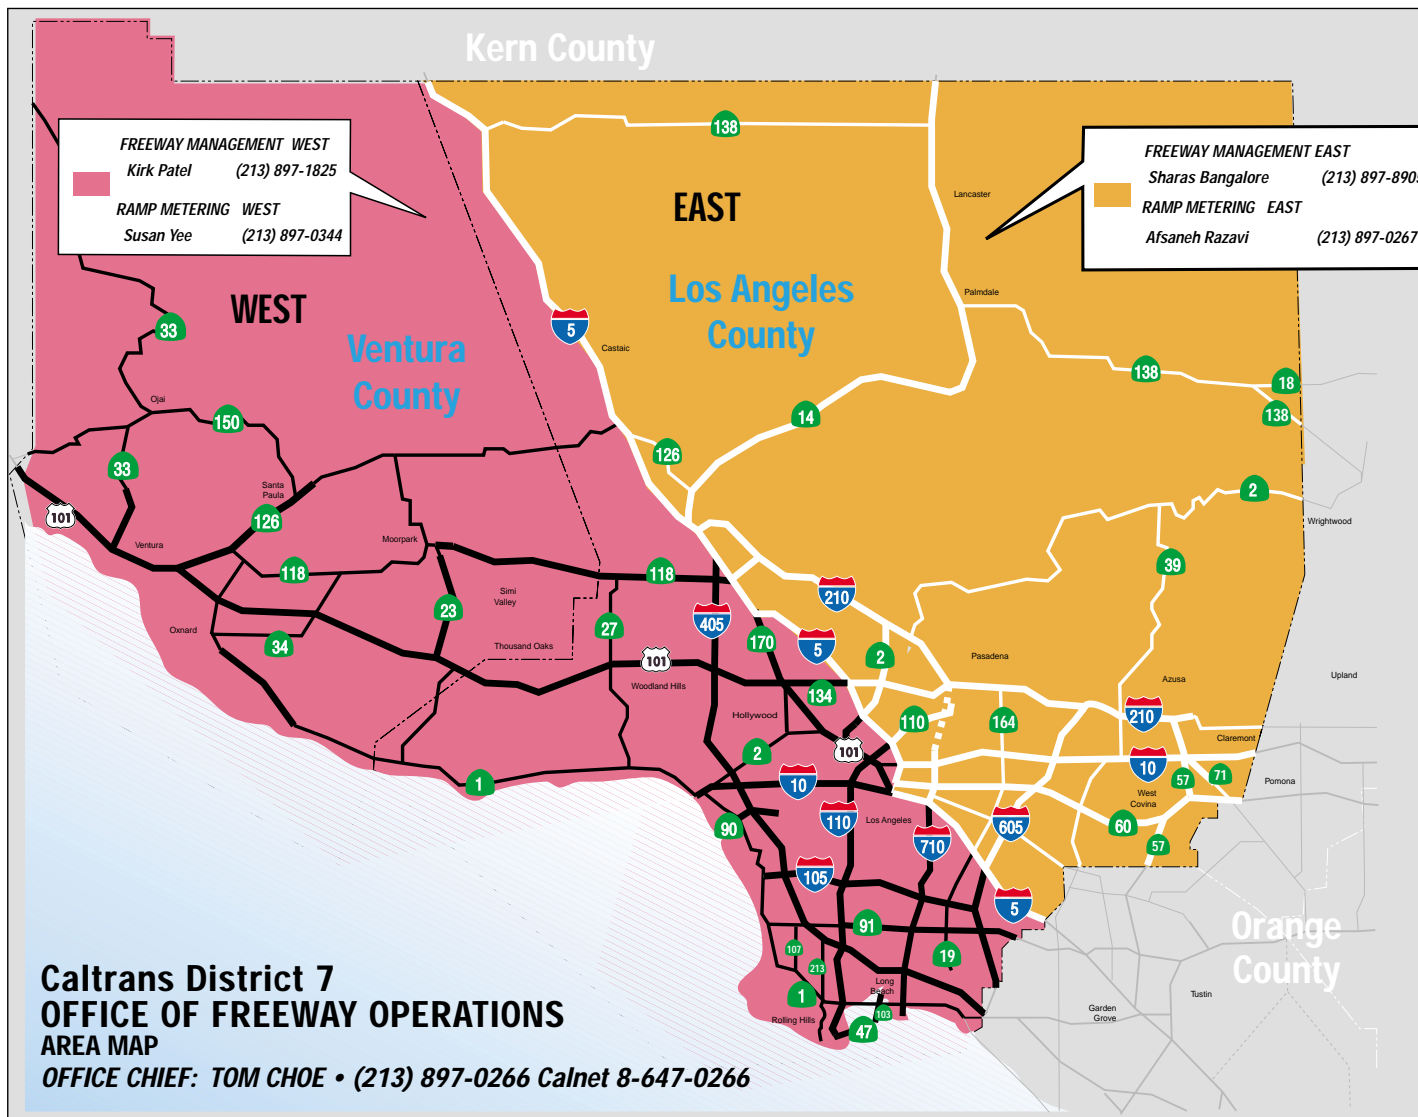 Kern County
FREEWAY MANAGEMENT WEST
Kirk Patel (213) 897-1825
RAMP METERING WEST
Susan Yee (213) 897-0344
FREEWAY MANAGEMENT EAST
Sharas Bangalore (213) 897-890
RAMP METERING EAST
Afsaneh Razavi (213) 897-0267
138
Lancaster
EAST
WEST
Los Angeles
County
Palmdale
33
5
Ventura
County
Castaic
138
18
138
Ojai
150
14
33
126
Santa
Paula
126
2
101
Wrightwood
Ventura
Moorpark
118
118
39
Simi
Valley
210
23
405
27
Oxnard
34
170
5
Thousand Oaks
101
2
Pasadena
Woodland Hills
134
Azusa
Upland
Hollywood
110
164
210
Claremont
2
101
1
10
10
57
71
Pomona
West
Covina
90
110
Los Angeles
605
60
710
57
105
5
91
Orange
County
107
213
19
1
Long
Beach
Tustin
Garden
Grove
Rolling Hills
103
47
Caltrans District 7
OFFICE OF FREEWAY OPERATIONS
AREA MAP
OFFICE CHIEF: TOM CHOE • (213) 897-0266 Calnet 8-647-0266